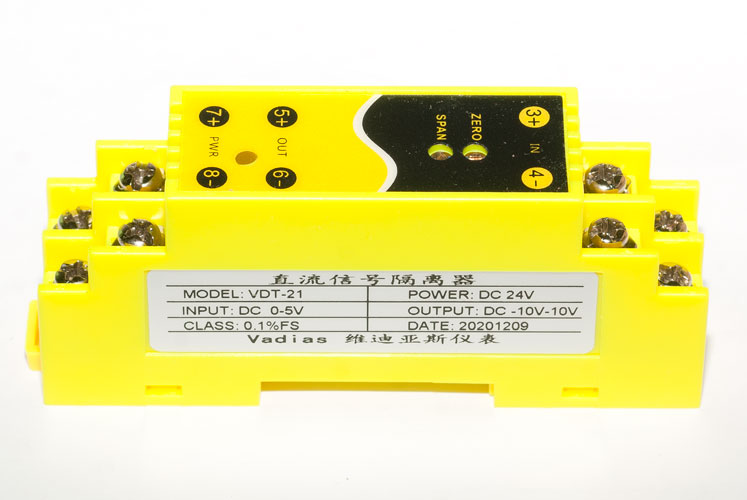 7+ 5+ 3+
PWR OUT SPAN ZERO IN
8- 6- 4-
直流信号隔离器
MODEL: VDT-21 POWER: DC 24V
INPUT: DC 0-5V OUTPUT: DC -10V-10V
CLASS: 0.1%FS DATE: 20201209
Vadias 维迪亚斯仪表